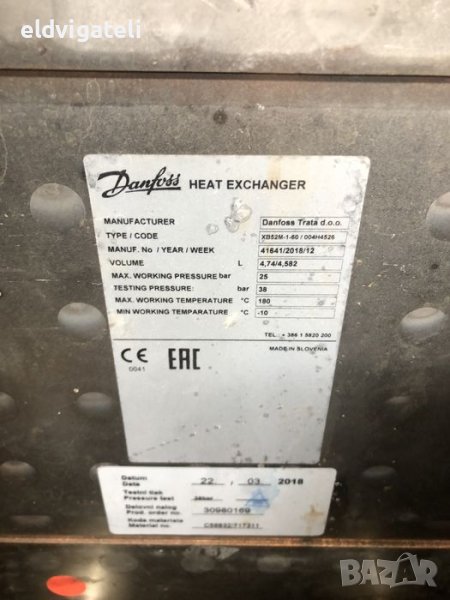 eldvigateli
Danfoss HEAT EXCHANGER
MANUFACTURER Danfoss Trata d.o.o.
TYPE / CODE XB52M-1-60 / 004H4526
MANUF. No / YEAR / WEEK 41641/2018/12
VOLUME L 4,74/4,582
MAX. WORKING PRESSURE bar 25
TESTING PRESSURE: bar 38
MAX. WORKING TEMPERATURE °C 180
MIN WORKING TEMPARATURE °C -10
TEL. + 386 1 5820 200
CE EAC MADE IN SLOVENIA
0041
Datum
Date 22 . 03 2018
Testni tlak
Pressure test 38bar
Delovni nalog
Prod. order no. 30980169
Koda materiala
Material no.
BAZAR